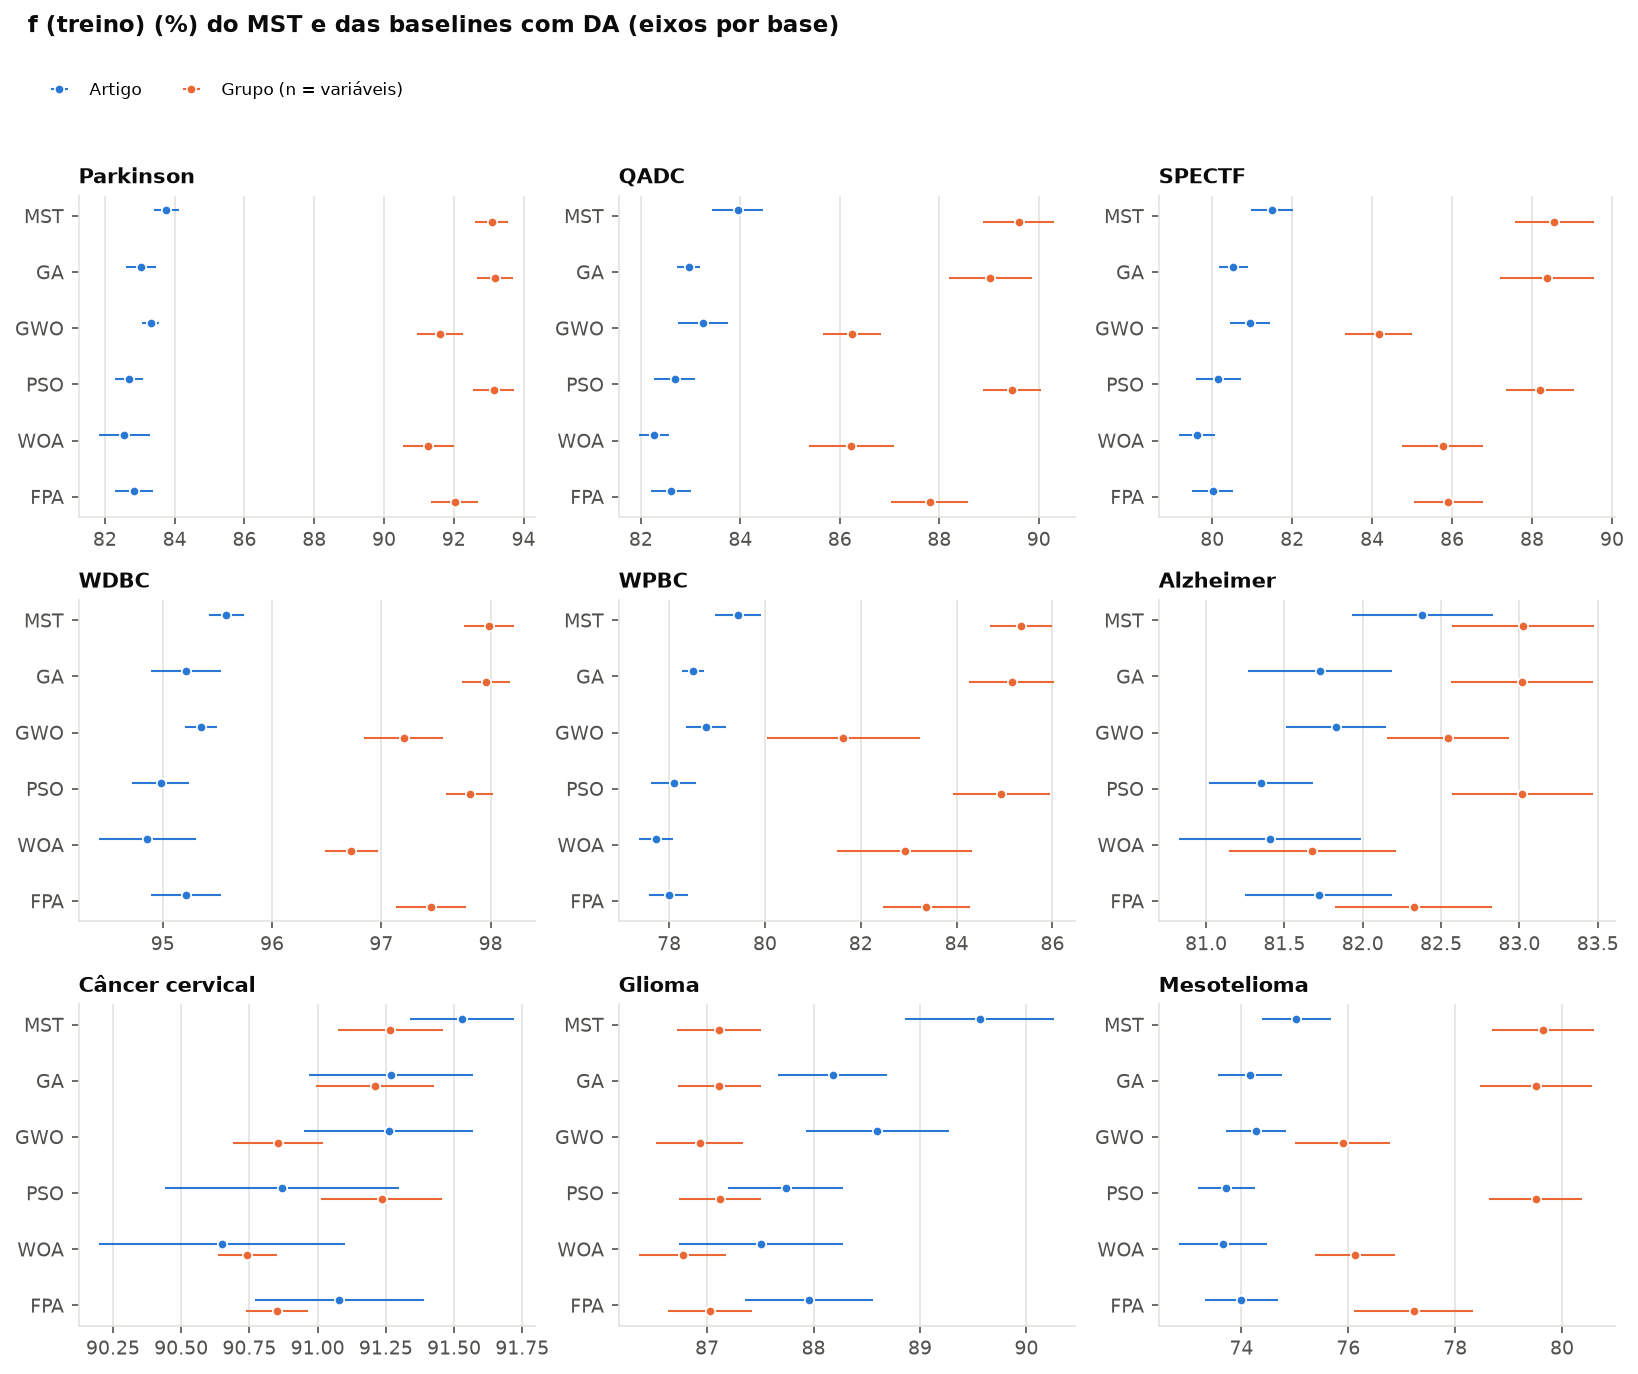 f (treino) (%) do MST e das baselines com DA (eixos por base)
Artigo
Grupo (n = variáveis)
Parkinson
MST
GA
GWO
PSO
WOA
FPA
82 84 86 88 90 92 94
QADC
MST
GA
GWO
PSO
WOA
FPA
82 84 86 88 90
SPECTF
MST
GA
GWO
PSO
WOA
FPA
80 82 84 86 88 90
WDBC
MST
GA
GWO
PSO
WOA
FPA
95 96 97 98
WPBC
MST
GA
GWO
PSO
WOA
FPA
78 80 82 84 86
Alzheimer
MST
GA
GWO
PSO
WOA
FPA
81.0 81.5 82.0 82.5 83.0 83.5
Câncer cervical
MST
GA
GWO
PSO
WOA
FPA
90.25 90.50 90.75 91.00 91.25 91.50 91.75
Glioma
MST
GA
GWO
PSO
WOA
FPA
87 88 89 90
Mesotelioma
MST
GA
GWO
PSO
WOA
FPA
74 76 78 80